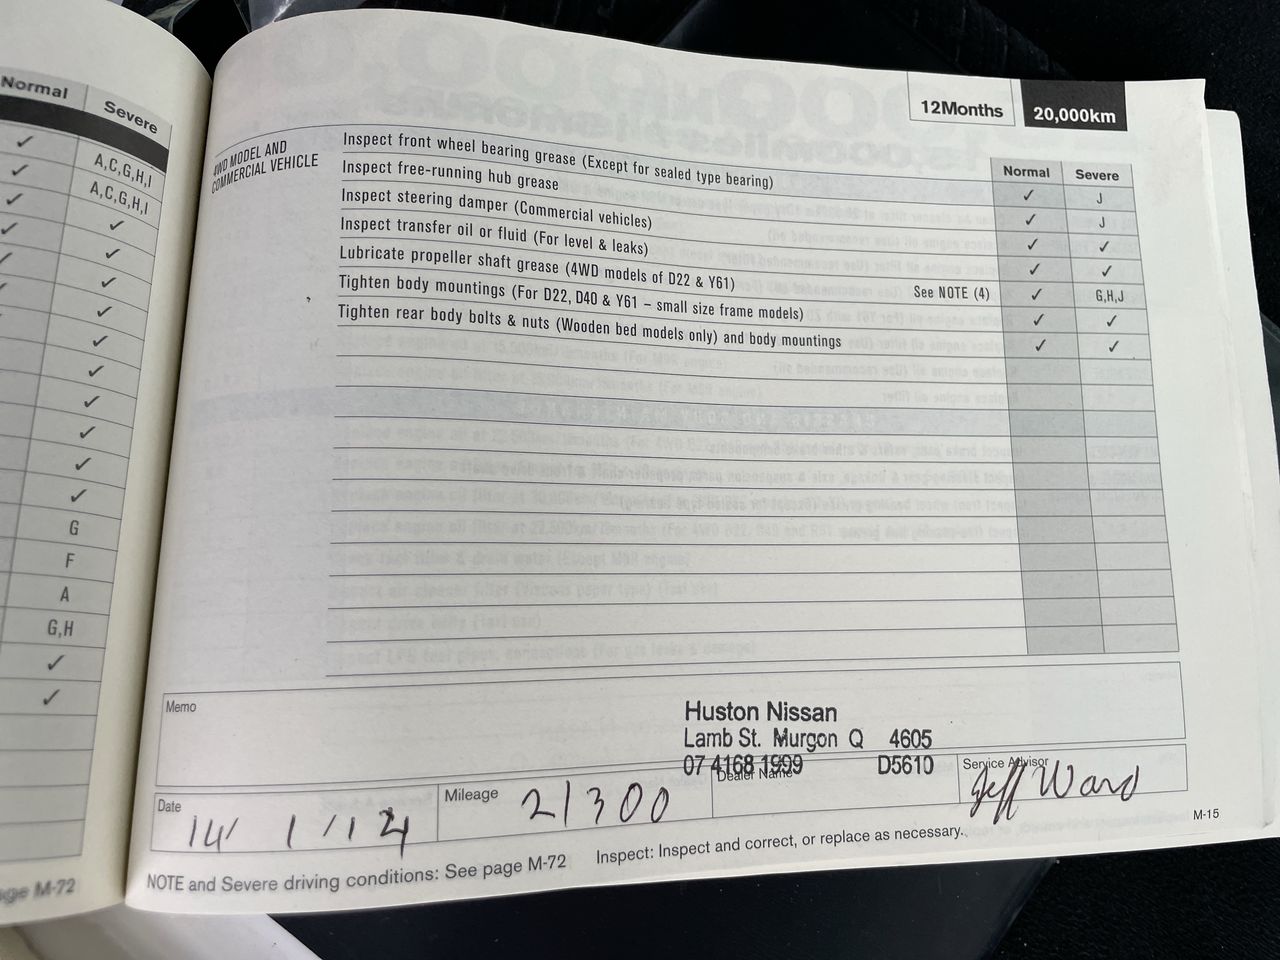 Normal Severe
✓ A,C,G,H,I
✓ A,C,G,H,I
✓ ✓
✓ ✓
✓
✓
✓
✓
✓
✓
✓
✓
G
F
A
G,H
✓
✓
M-72
12Months 20,000km
Normal Severe
4WD MODEL AND
COMMERCIAL VEHICLE
Inspect front wheel bearing grease (Except for sealed type bearing) ✓ J
Inspect free-running hub grease ✓ J
Inspect steering damper (Commercial vehicles) ✓ ✓
Inspect transfer oil or fluid (For level & leaks) ✓ ✓
Lubricate propeller shaft grease (4WD models of D22 & Y61) See NOTE (4) ✓ G,H,J
Tighten body mountings (For D22, D40 & Y61 – small size frame models) ✓ ✓
Tighten rear body bolts & nuts (Wooden bed models only) and body mountings ✓ ✓
Memo
Huston Nissan
Lamb St. Murgon Q 4605
07 4168 1999 D5610
Dealer Name
Service Advisor
Jeff Ward
Date
Mileage
21300
NOTE and Severe driving conditions: See page M-72
Inspect: Inspect and correct, or replace as necessary.
M-15